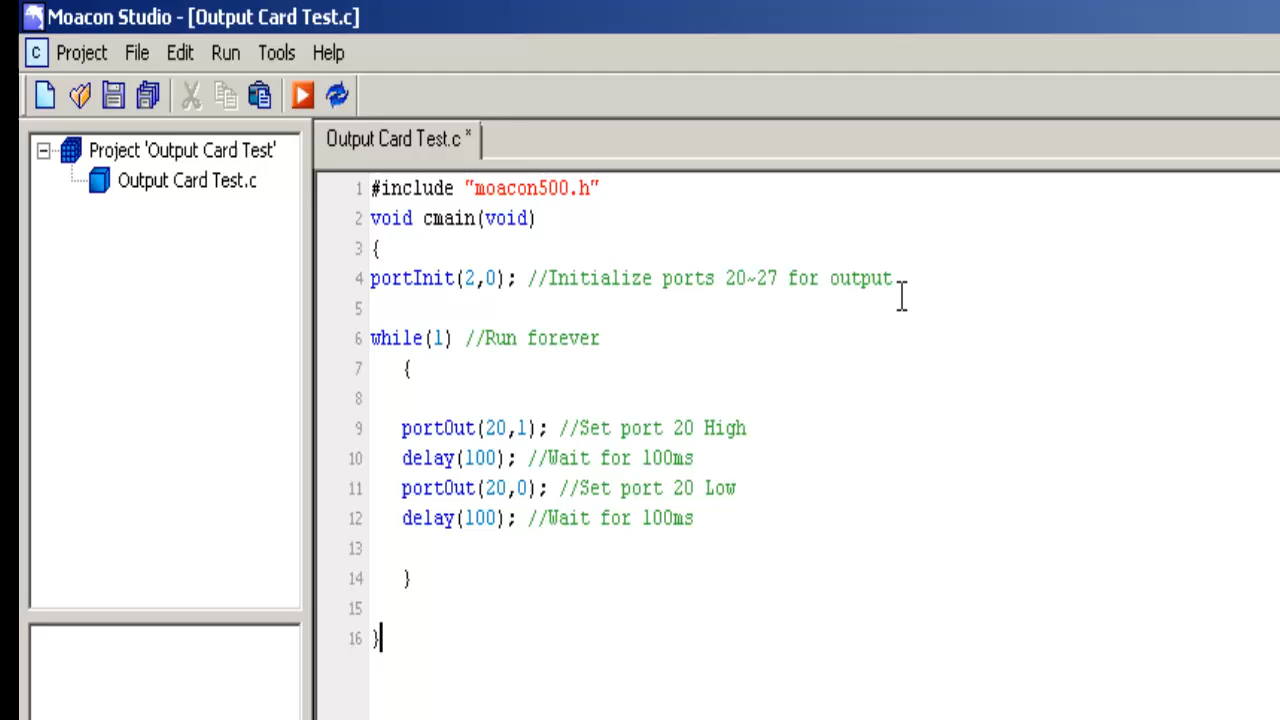 Moacon Studio - [Output Card Test.c]
C Project File Edit Run Tools Help
Project 'Output Card Test'
Output Card Test.c
Output Card Test.c *
1 #include "moacon500.h"
2 void cmain(void)
3 {
4 portInit(2,0); //Initialize ports 20~27 for output
5
6 while(1) //Run forever
7 {
8
9 portOut(20,1); //Set port 20 High
10 delay(100); //Wait for 100ms
11 portOut(20,0); //Set port 20 Low
12 delay(100); //Wait for 100ms
13
14 }
15
16 }